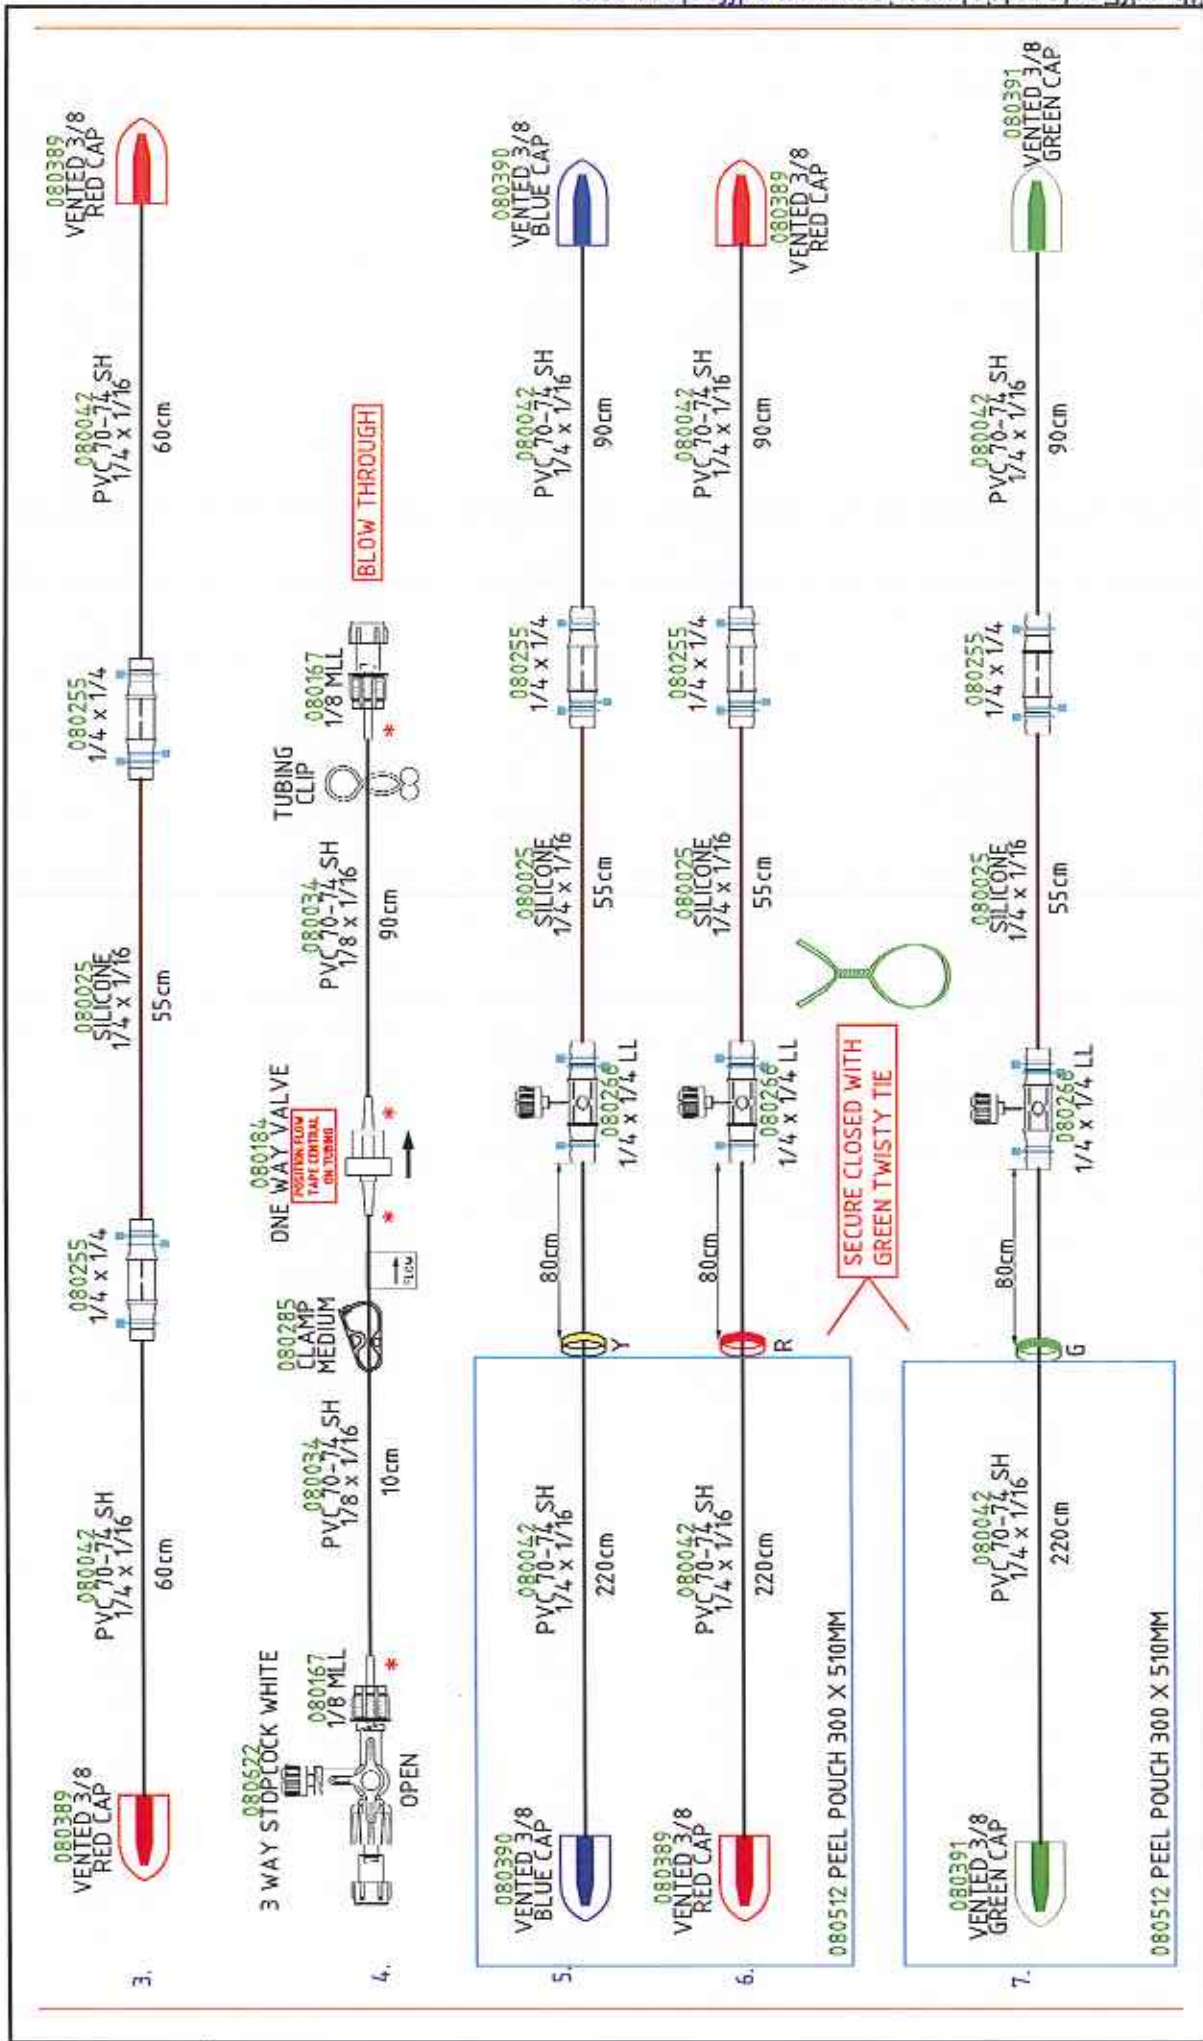 3.
080389
VENTED 3/8
RED CAP
080042
PVC 70-74 SH
1/4 x 1/16
60cm
080255
1/4 x 1/4
080025
SILICONE
1/4 x 1/16
55cm
080255
1/4 x 1/4
080042
PVC 70-74 SH
1/4 x 1/16
60cm
080389
VENTED 3/8
RED CAP
4.
080622
3 WAY STOPCOCK WHITE
OPEN
080167
1/8 MLL
*
080034
PVC 70-74 SH
1/8 x 1/16
10cm
080285
CLAMP
MEDIUM
FLOW
080184
ONE WAY VALVE
POSITION FLOW
TAPE CENTRAL
ON TUBING
*
*
080034
PVC 70-74 SH
1/8 x 1/16
90cm
TUBING
CLIP
080167
1/8 MLL
*
BLOW THROUGH
5.
080390
VENTED 3/8
BLUE CAP
080042
PVC 70-74 SH
1/4 x 1/16
220cm
Y
80cm
080266
1/4 x 1/4 LL
080025
SILICONE
1/4 x 1/16
55cm
080255
1/4 x 1/4
080042
PVC 70-74 SH
1/4 x 1/16
90cm
080390
VENTED 3/8
BLUE CAP
6.
080389
VENTED 3/8
RED CAP
080042
PVC 70-74 SH
1/4 x 1/16
220cm
R
80cm
080266
1/4 x 1/4 LL
080025
SILICONE
1/4 x 1/16
55cm
080255
1/4 x 1/4
080042
PVC 70-74 SH
1/4 x 1/16
90cm
080389
VENTED 3/8
RED CAP
080512 PEEL POUCH 300 X 510MM
SECURE CLOSED WITH
GREEN TWISTY TIE
7.
080391
VENTED 3/8
GREEN CAP
080042
PVC 70-74 SH
1/4 x 1/16
220cm
G
80cm
080266
1/4 x 1/4 LL
080025
SILICONE
1/4 x 1/16
55cm
080255
1/4 x 1/4
080042
PVC 70-74 SH
1/4 x 1/16
90cm
080391
VENTED 3/8
GREEN CAP
080512 PEEL POUCH 300 X 510MM